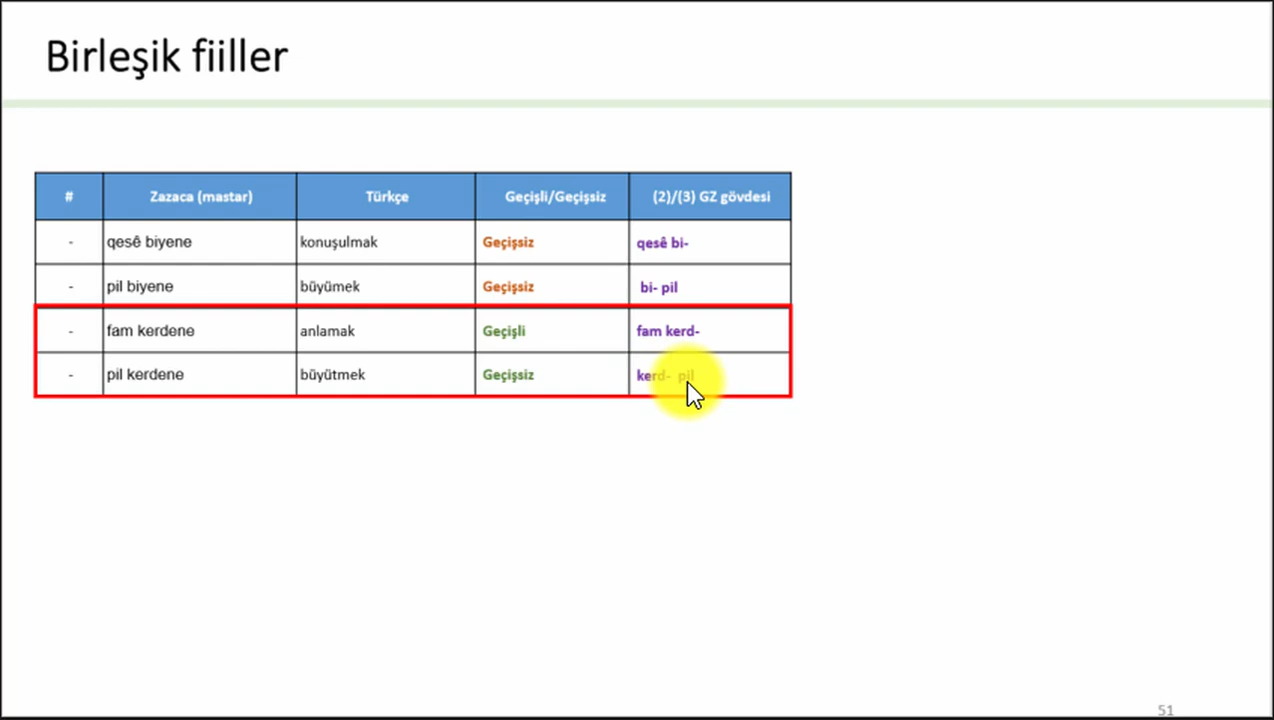 Birleşik fiiller
# Zazaca (mastar) Türkçe Geçişli/Geçişsiz (2)/(3) GZ gövdesi
- qesê biyene konuşulmak Geçişsiz qesê bi-
- pil biyene büyümek Geçişsiz bi- pil
- fam kerdene anlamak Geçişli fam kerd-
- pil kerdene büyütmek Geçişsiz kerd- pil
51